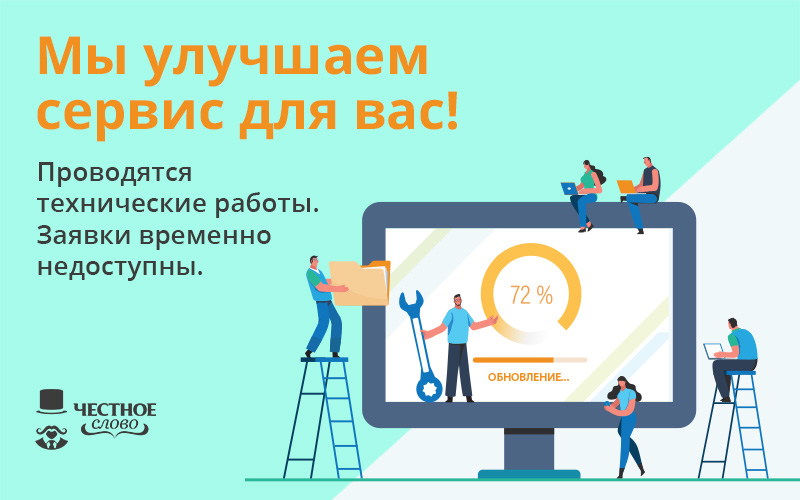 Мы улучшаем
сервис для вас!
Проводятся
технические работы.
Заявки временно
недоступны.
72 %
ОБНОВЛЕНИЕ...
ЧЕСТНОЕ
СЛОВО